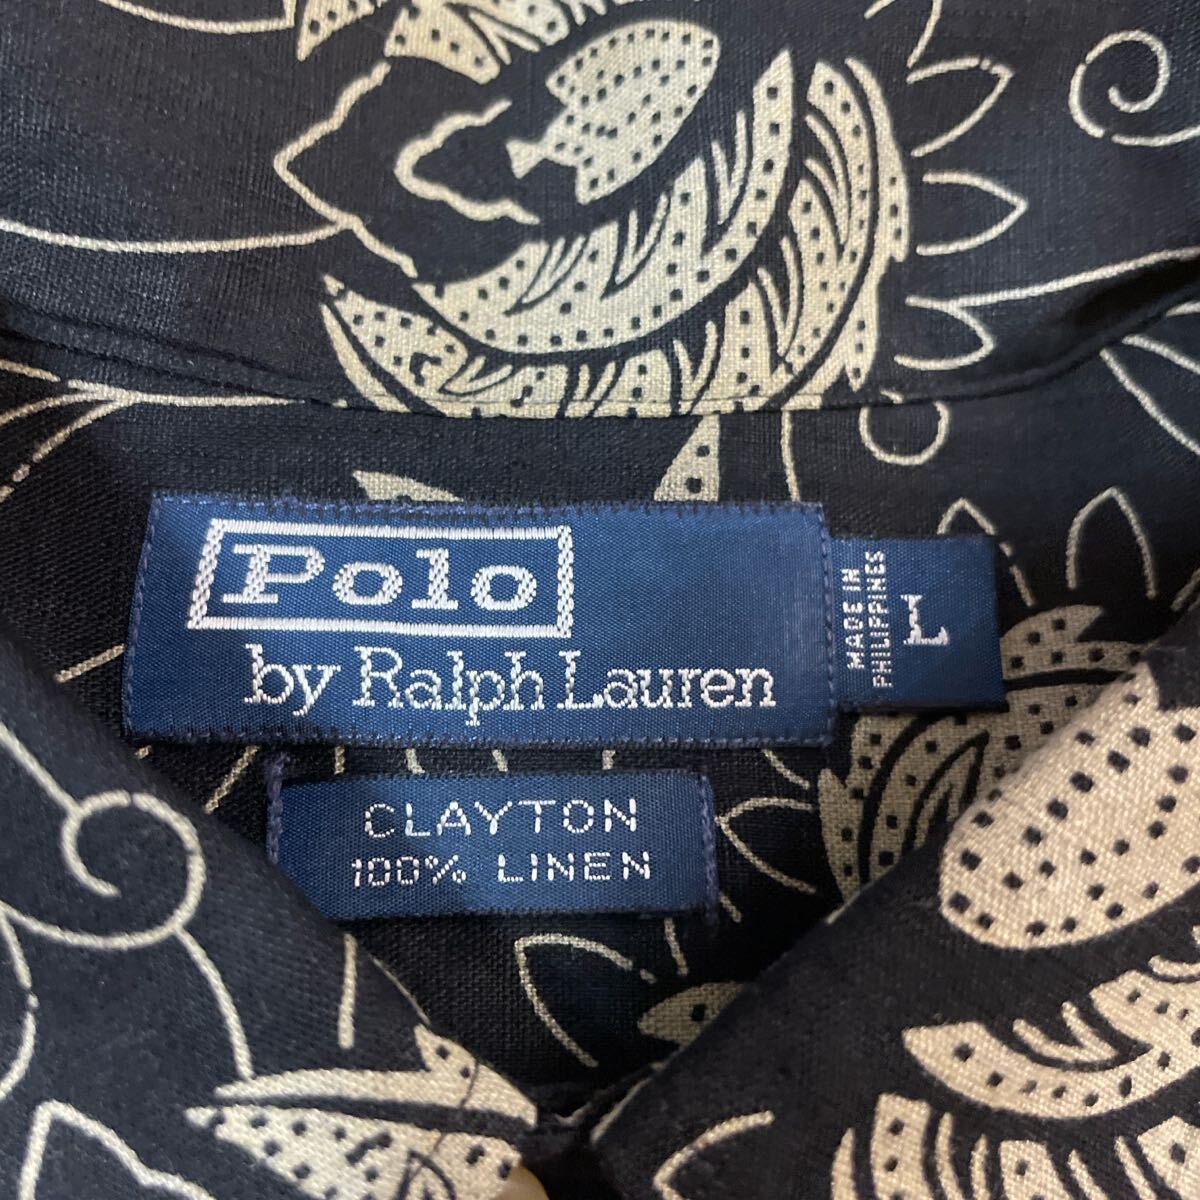 Polo
by Ralph Lauren
MADE IN
PHILIPPINES
L
CLAYTON
100% LINEN